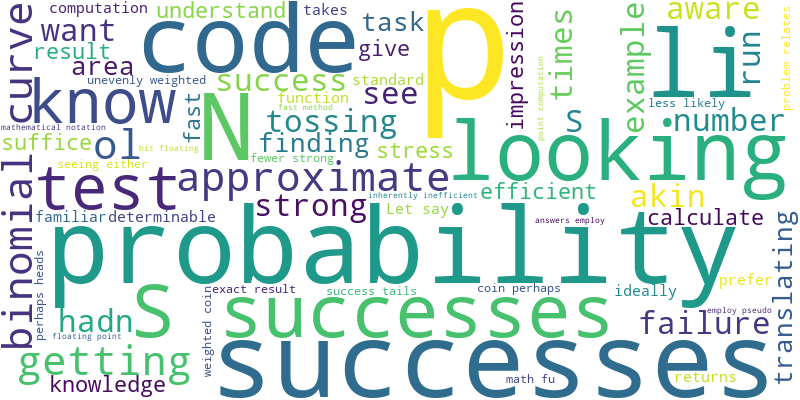 computation
understand
takes
task
aware
want
code
p
give
impression
times
example
li
run
problem relates
result
area
unevenly weighted
success
standard
see
curve
know
fast
N
function
fast method
tossing
less likely
number
mathematical notation
suffice
ol
bit floating
finding
stress
S
point computation
looking
seeing either
fewer strong
test
approximate
efficient
akin
inherently inefficient
strong
Let say
binomial
familiar
determinable
answers employ
calculate
probability
translating
perhaps heads
hadn
S
weighted coin
exact result
success tails
coin perhaps
ideally
prefer
successes
employ pseudo
failure
floating point
getting
knowledge
successes
math fu
returns